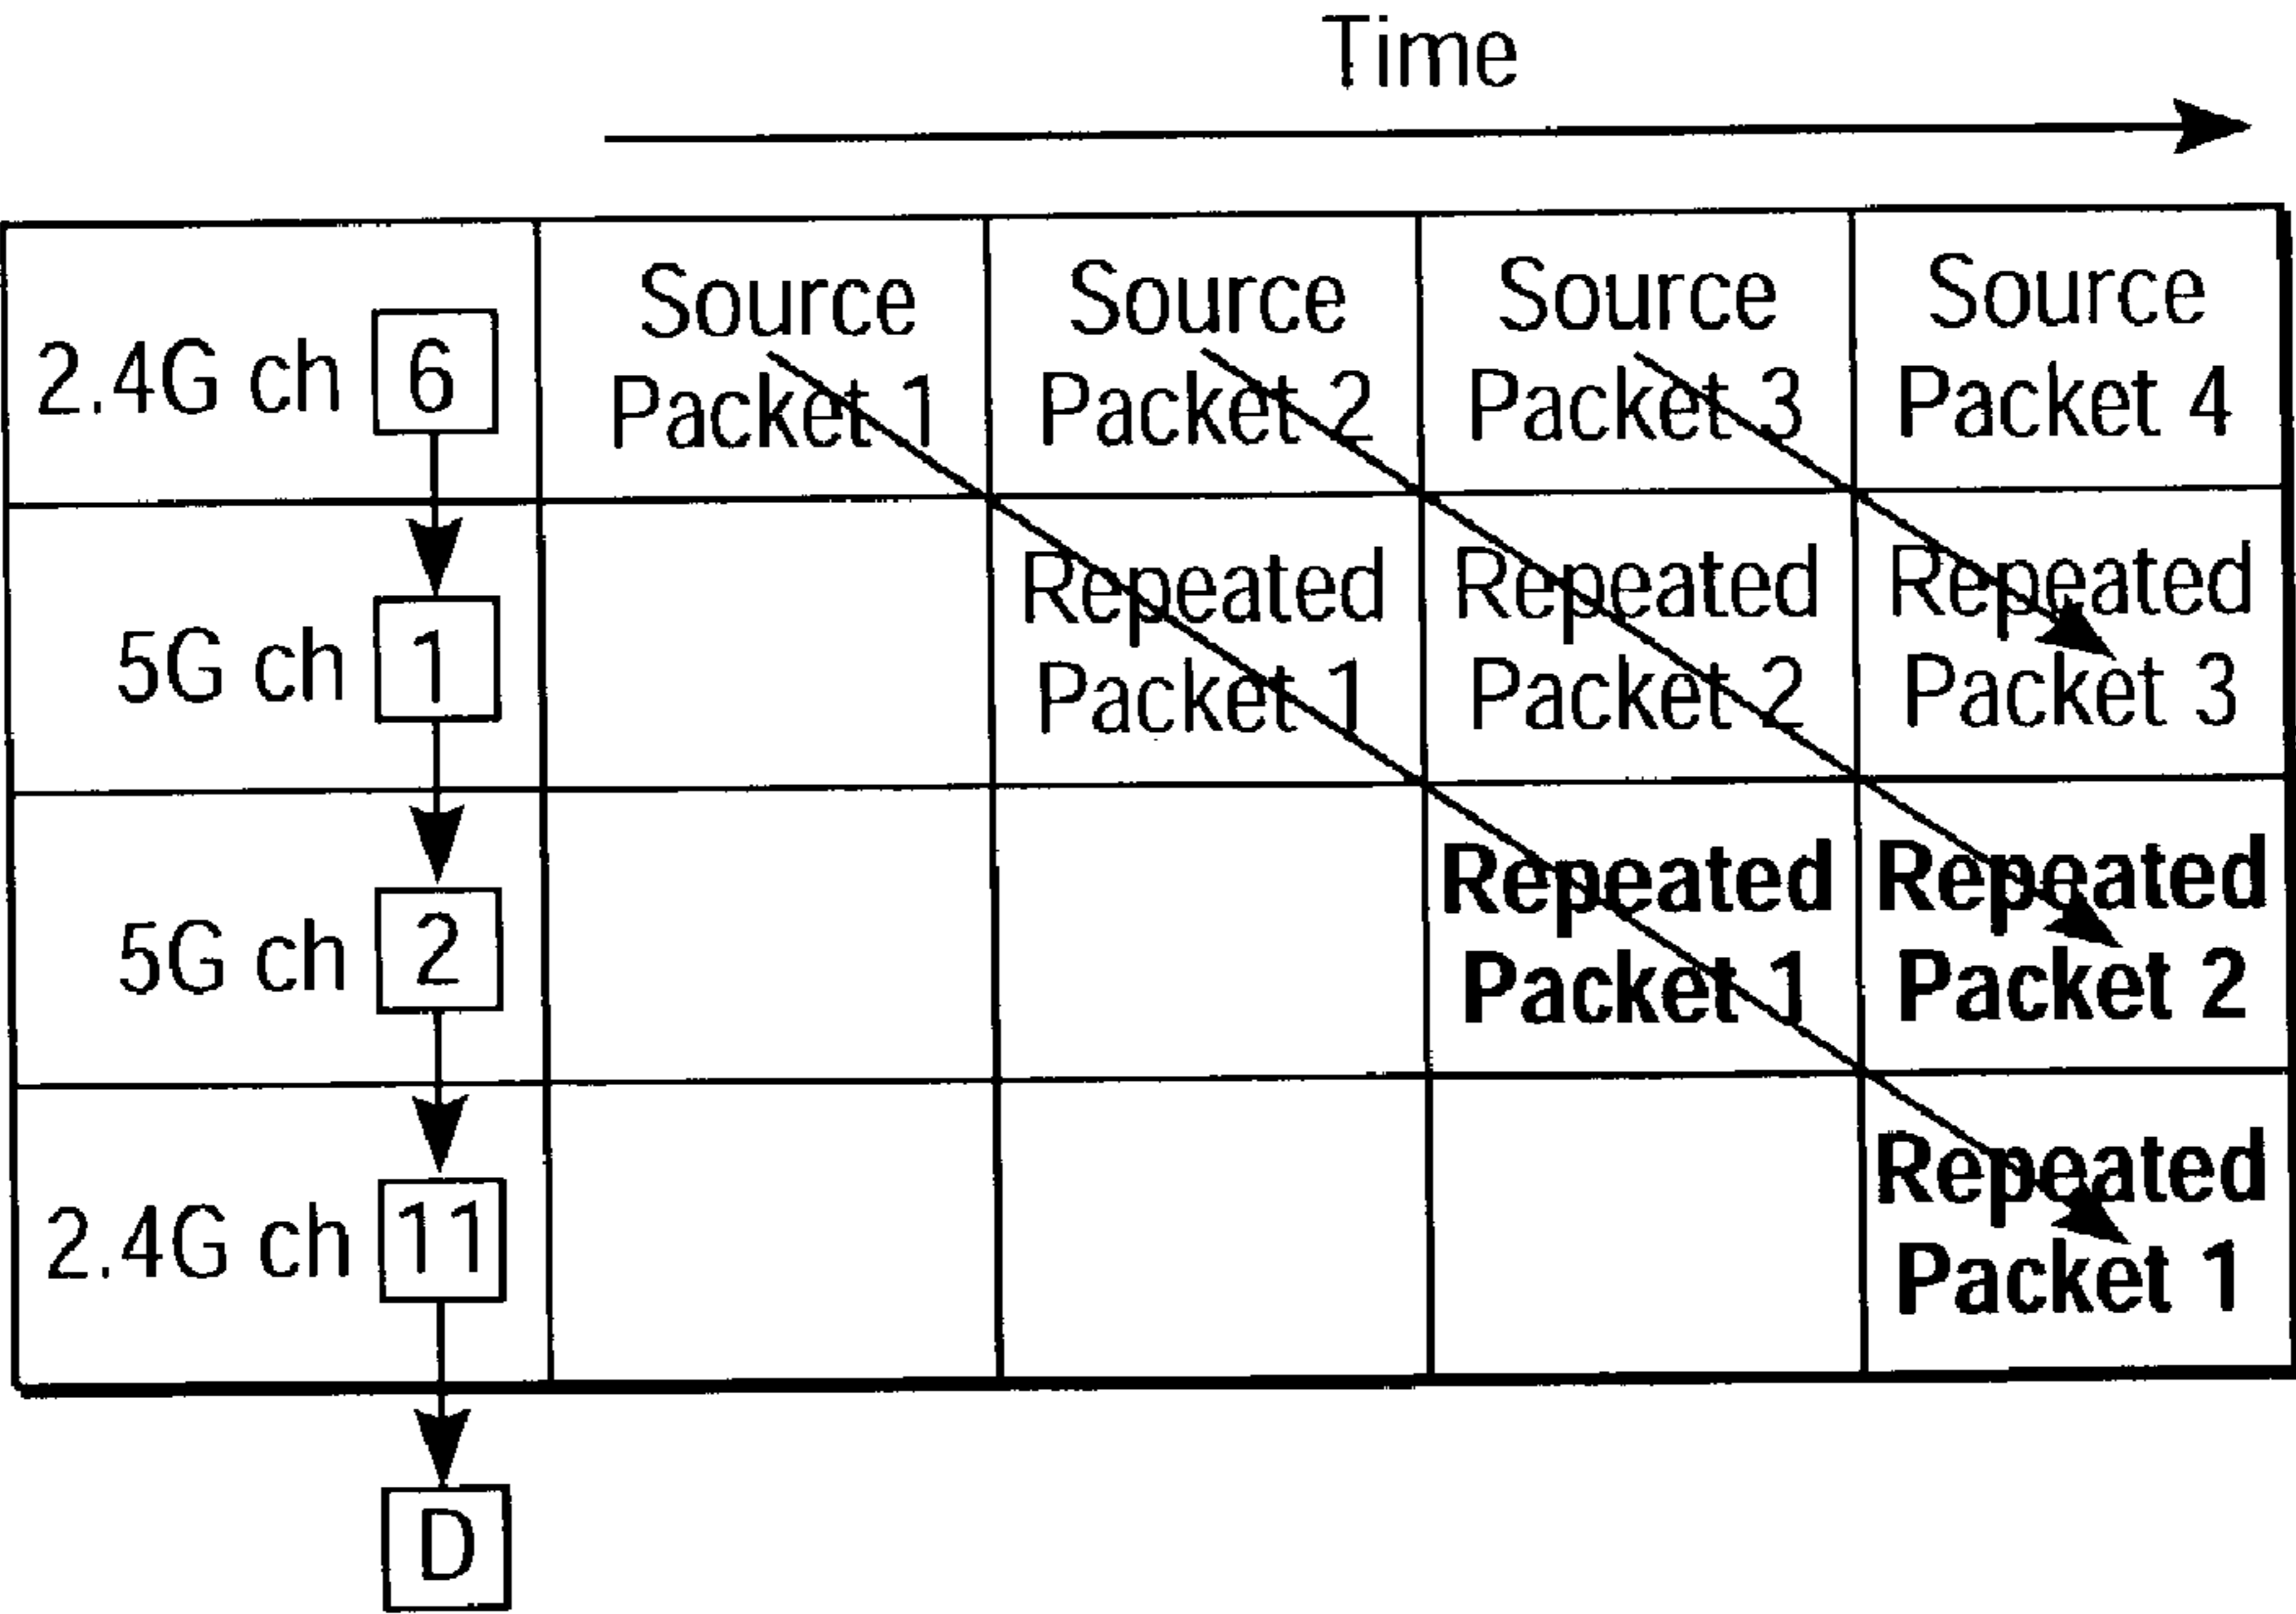 Time
2.4G ch 6
Source
Packet 1
Source
Packet 2
Source
Packet 3
Source
Packet 4
5G ch 1
Repeated
Packet 1
Repeated
Packet 2
Repeated
Packet 3
5G ch 2
Repeated
Packet 1
Repeated
Packet 2
2.4G ch 11
Repeated
Packet 1
D